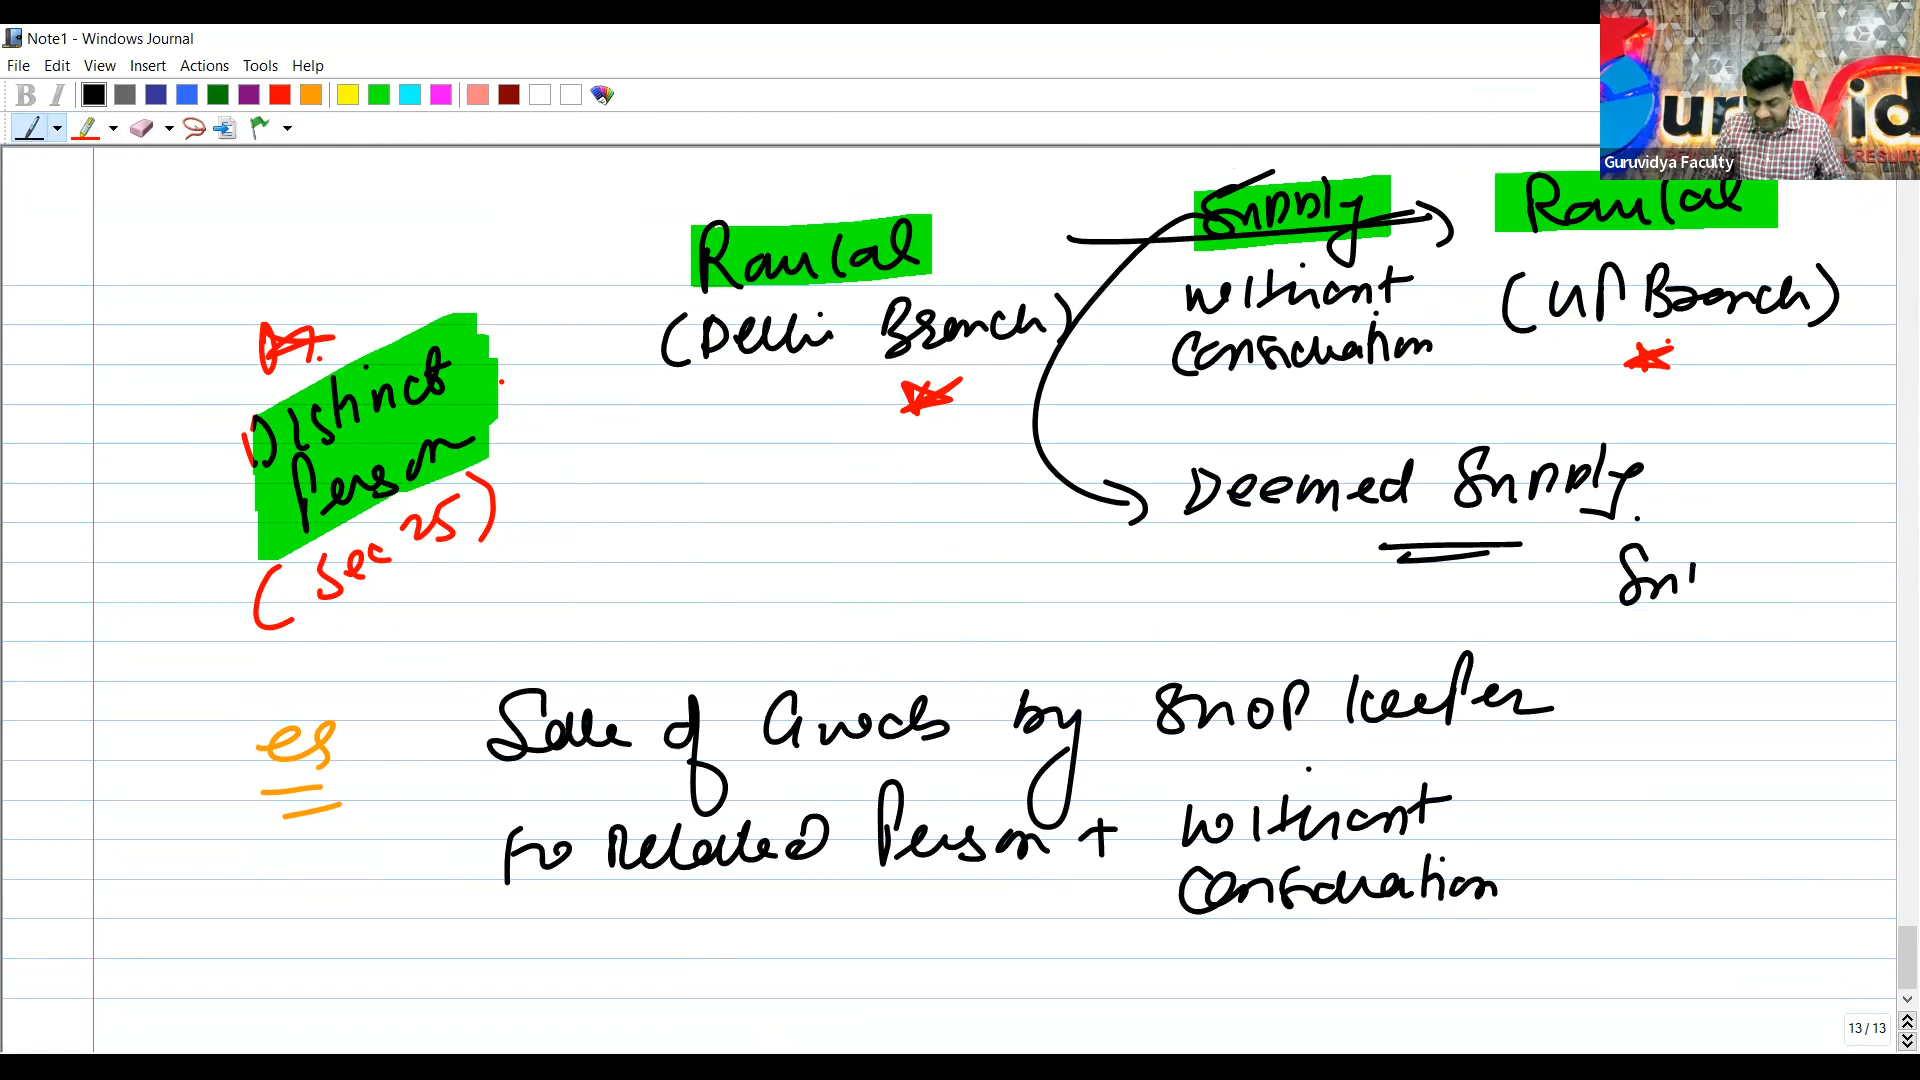 Note1 - Windows Journal
File Edit View Insert Actions Tools Help
Guruvidya Faculty
Supply
Ramlal
Ramlal
without
(UP Branch)
(Delhi Branch)
Consideration
Distinct
Person
Deemed Supply.
(Sec 25)
eg
Sale of Goods by Shop keeper
to Related Person + without
Consideration
13 / 13